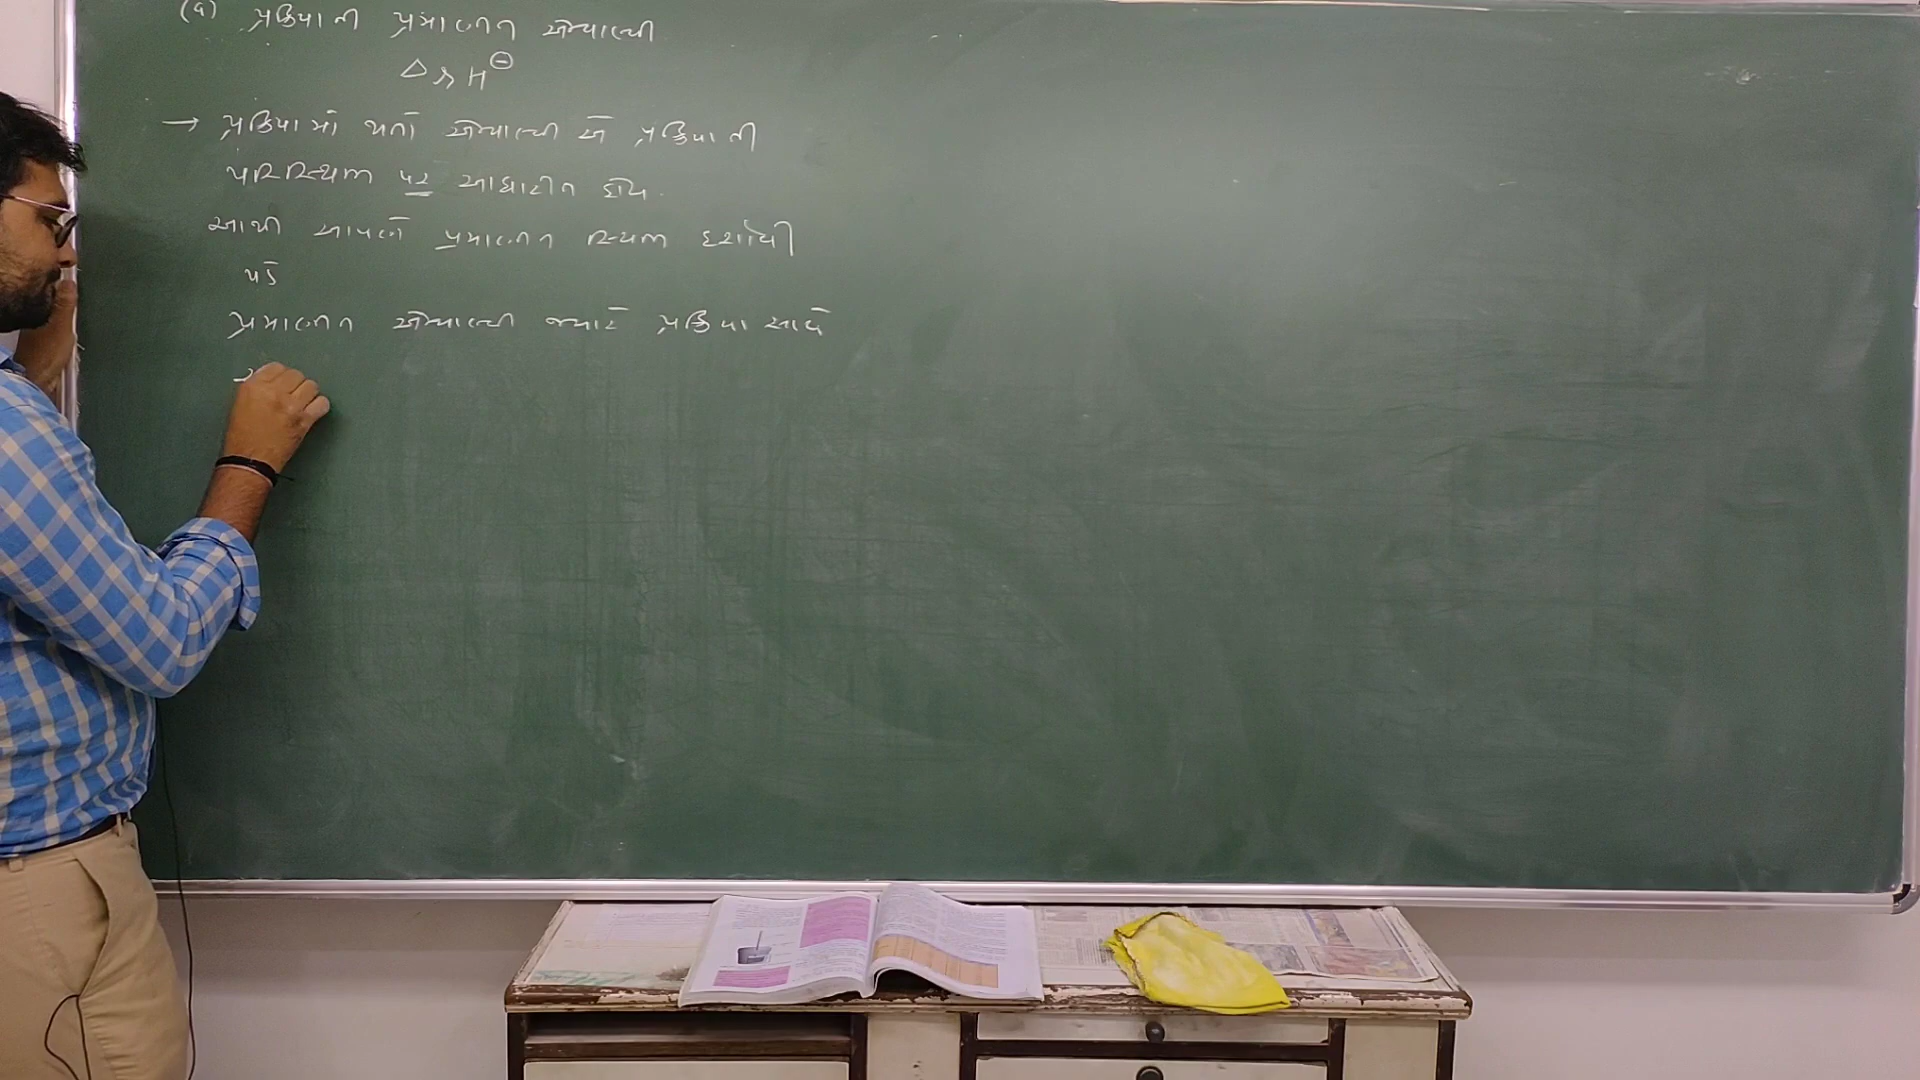 (a) પ્રક્રિયાની પ્રમાણિત એન્થાલ્પી
ΔrH⊖
→ પ્રક્રિયામાં થતો એન્થાલ્પી એ પ્રક્રિયાની
પરિસ્થિતિ પર આધારીત હોય.
આથી આપણે પ્રમાણિત સ્થિતિ દર્શાવવી
પડે
પ્રમાણિત એન્થાલ્પી જ્યારે પ્રક્રિયા સાથે